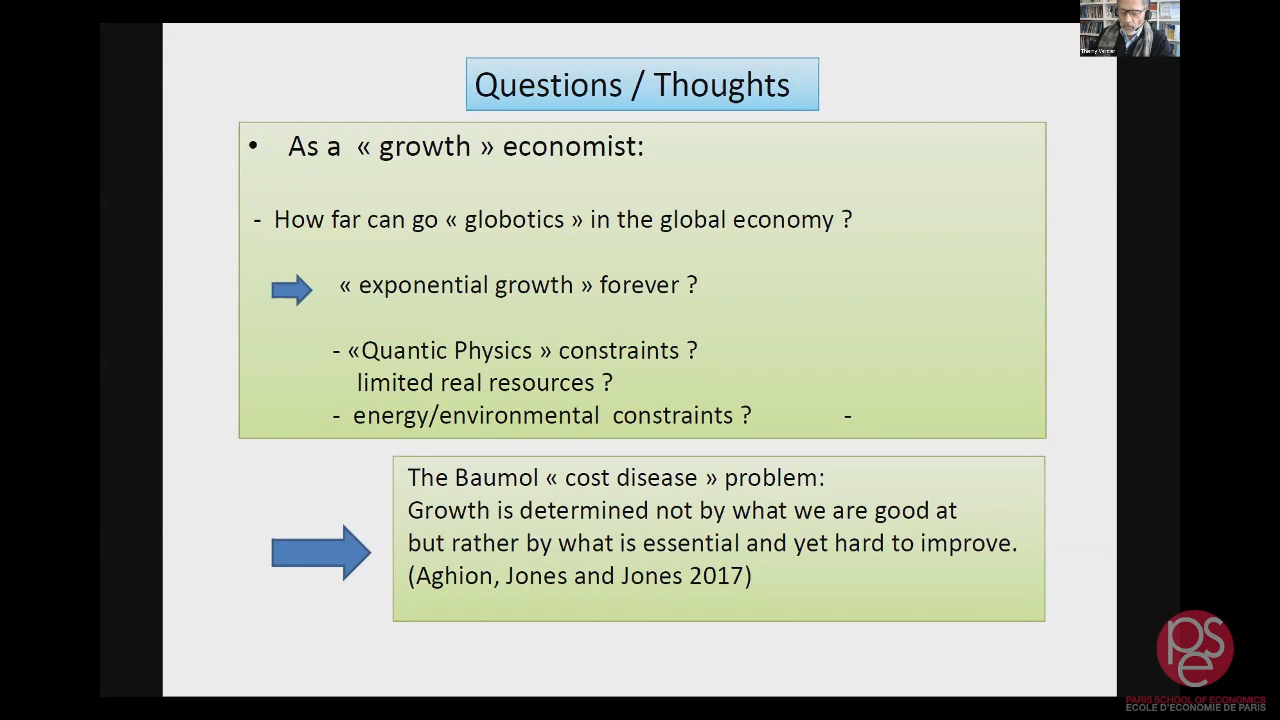 Thierry Verdier
Questions / Thoughts
• As a « growth » economist:
- How far can go « globotics » in the global economy ?
« exponential growth » forever ?
- «Quantic Physics » constraints ?
limited real resources ?
- energy/environmental constraints ? -
The Baumol « cost disease » problem:
Growth is determined not by what we are good at
but rather by what is essential and yet hard to improve.
(Aghion, Jones and Jones 2017)
pse
PARIS SCHOOL OF ECONOMICS
ECOLE D'ECONOMIE DE PARIS